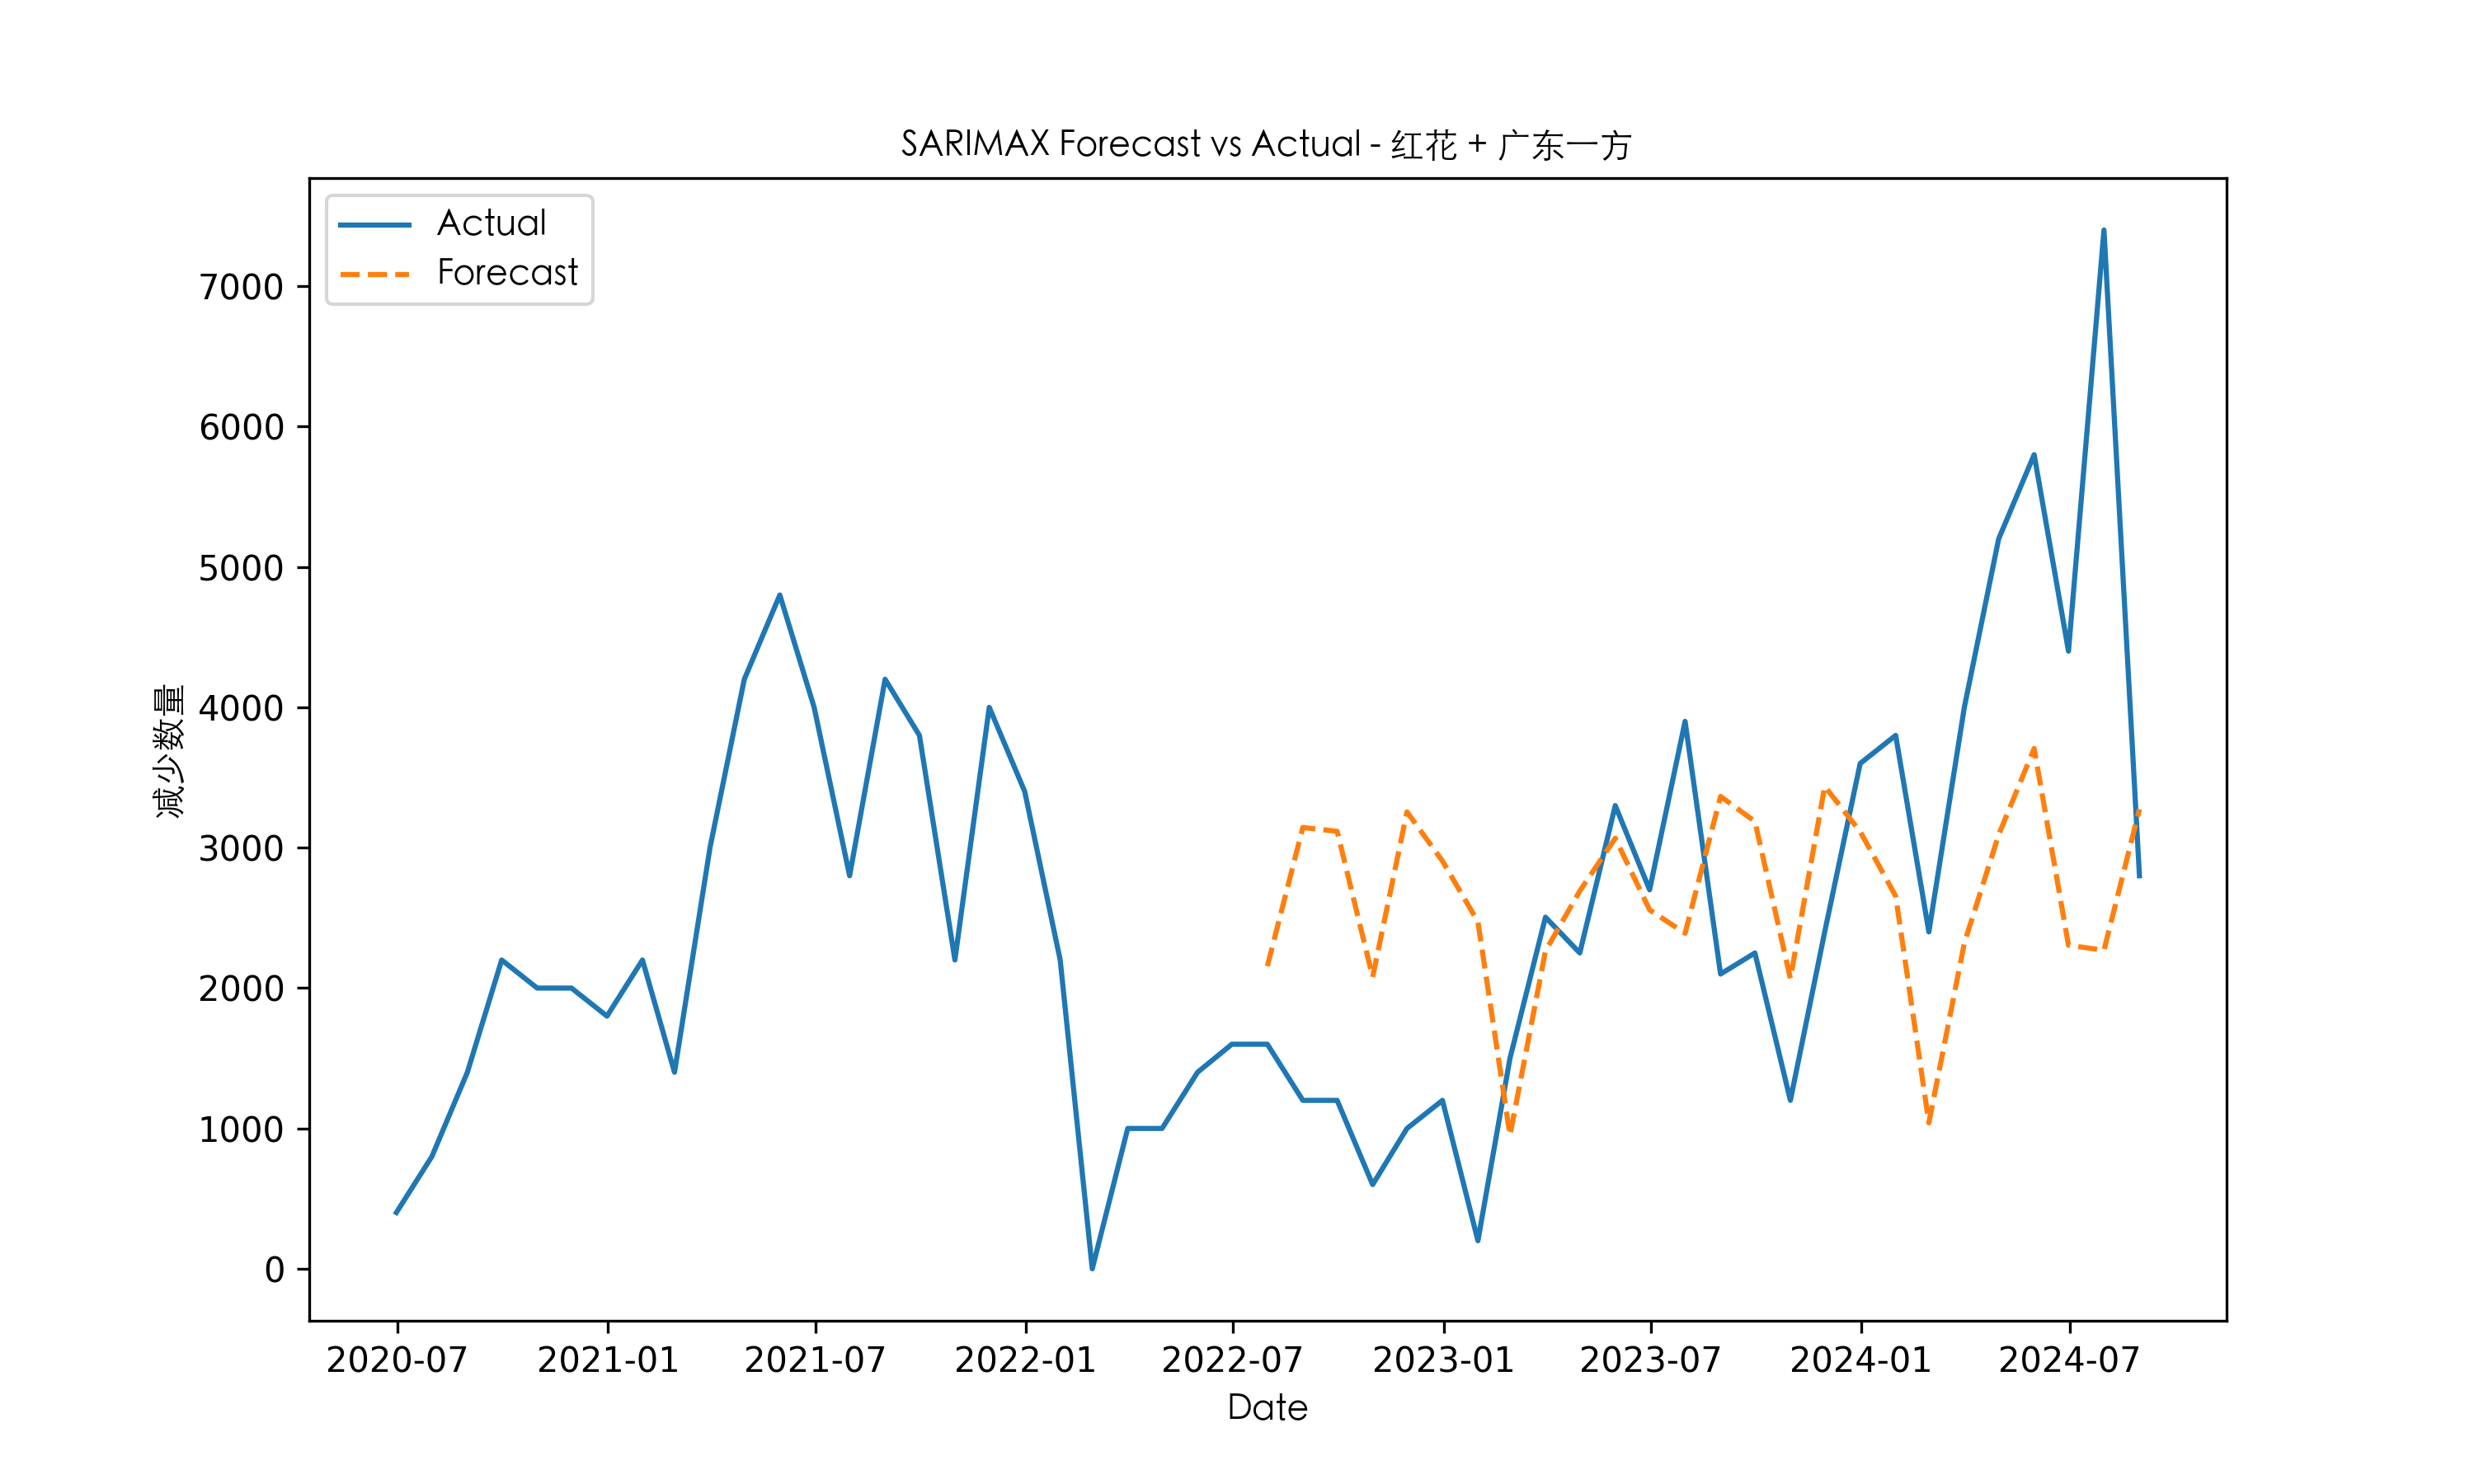 SARIMAX Forecast vs Actual - 红花 + 广东一方
Actual
Forecast
减少数量
7000
6000
5000
4000
3000
2000
1000
0
2020-07 2021-01 2021-07 2022-01 2022-07 2023-01 2023-07 2024-01 2024-07
Date